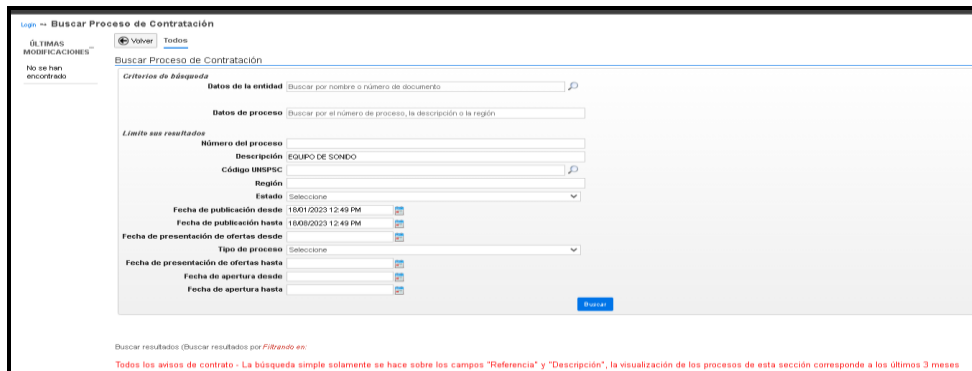 Login ›› Buscar Proceso de Contratación
Volver Todos
ÚLTIMAS
MODIFICACIONES
No se han
encontrado
Buscar Proceso de Contratación
Criterios de búsqueda
Datos de la entidad Buscar por nombre o número de documento
Datos de proceso Buscar por el número de proceso, la descripción o la región
Límite sus resultados
Número del proceso
Descripción EQUIPO DE SONIDO
Código UNSPSC
Región
Estado Seleccione
Fecha de publicación desde 18/01/2023 12:49 PM
Fecha de publicación hasta 18/08/2023 12:49 PM
Fecha de presentación de ofertas desde
Tipo de proceso Seleccione
Fecha de presentación de ofertas hasta
Fecha de apertura desde
Fecha de apertura hasta
Buscar
Buscar resultados (Buscar resultados por Filtrando en:
Todos los avisos de contrato - La búsqueda simple solamente se hace sobre los campos "Referencia" y "Descripción", la visualización de los procesos de esta sección corresponde a los últimos 3 meses